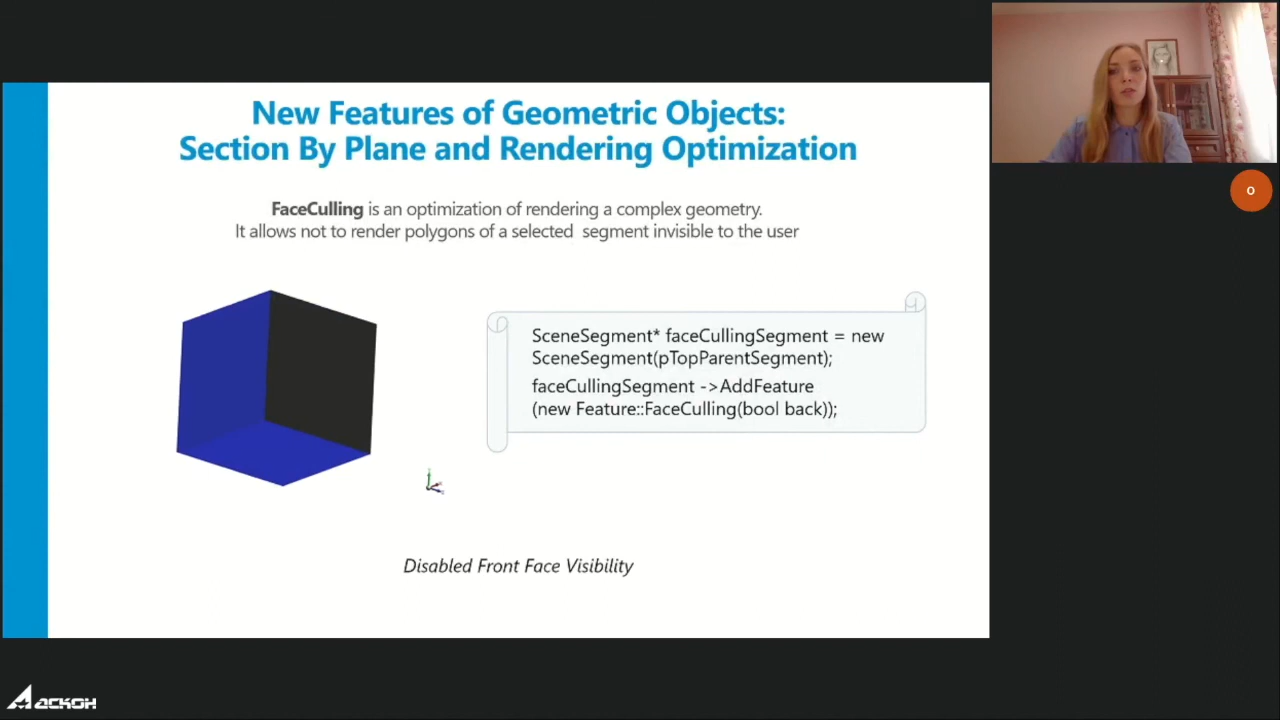 New Features of Geometric Objects:
Section By Plane and Rendering Optimization
FaceCulling is an optimization of rendering a complex geometry.
It allows not to render polygons of a selected segment invisible to the user
SceneSegment* faceCullingSegment = new
SceneSegment(pTopParentSegment);
faceCullingSegment ->AddFeature
(new Feature::FaceCulling(bool back));
Disabled Front Face Visibility
O
АСКОН